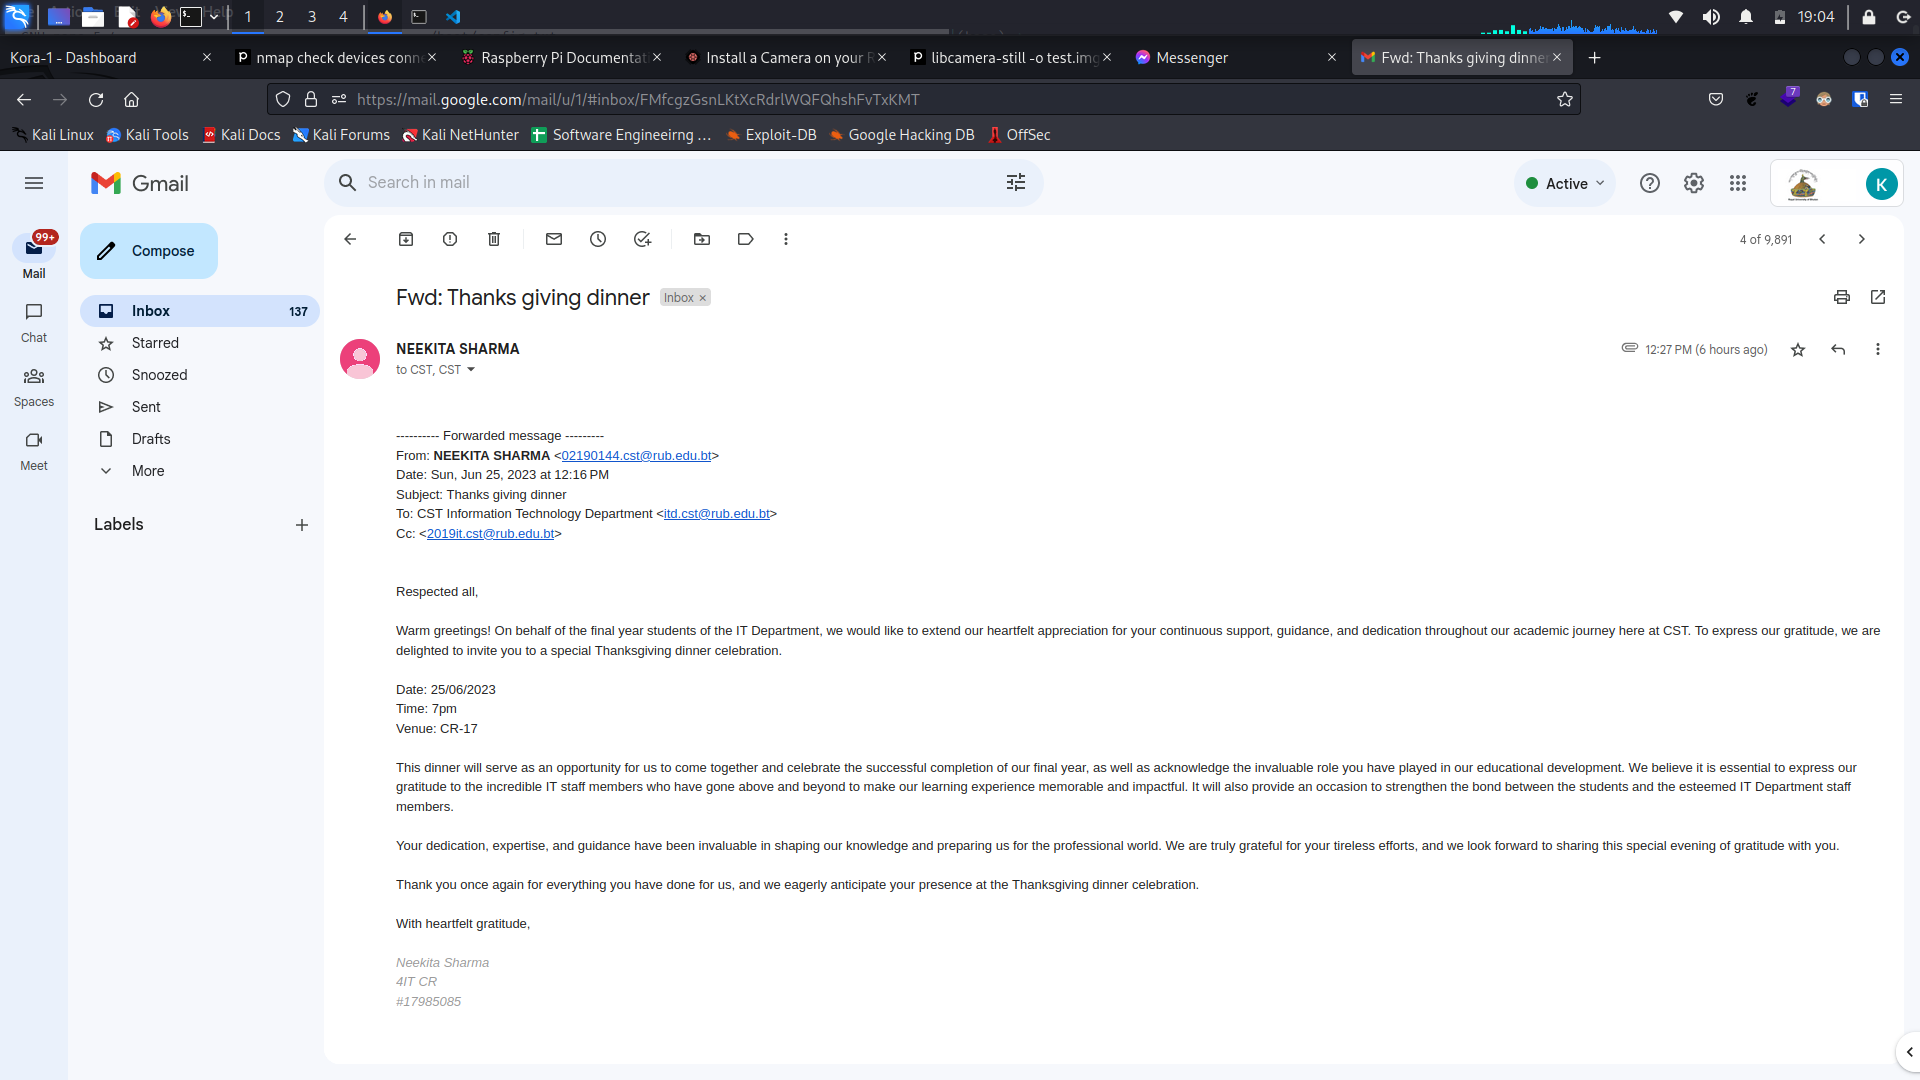 1 2 3 4 19:04
Kora-1 - Dashboard nmap check devices conne Raspberry Pi Documentati Install a Camera on your R libcamera-still -o test.img Messenger Fwd: Thanks giving dinner
https://mail.google.com/mail/u/1/#inbox/FMfcgzGsnLKtXcRdrlWQFQhshFvTxKMT 7
Kali Linux Kali Tools Kali Docs Kali Forums Kali NetHunter Software Engineeirng … Exploit-DB Google Hacking DB OffSec
Gmail Search in mail Active K
99+
Mail
Chat
Spaces
Meet
Compose
Inbox 137
Starred
Snoozed
Sent
Drafts
More
Labels
4 of 9,891
Fwd: Thanks giving dinner Inbox ×
NEEKITA SHARMA 12:27 PM (6 hours ago)
to CST, CST
---------- Forwarded message ---------
From: NEEKITA SHARMA <02190144.cst@rub.edu.bt>
Date: Sun, Jun 25, 2023 at 12:16 PM
Subject: Thanks giving dinner
To: CST Information Technology Department <itd.cst@rub.edu.bt>
Cc: <2019it.cst@rub.edu.bt>
Respected all,
Warm greetings! On behalf of the final year students of the IT Department, we would like to extend our heartfelt appreciation for your continuous support, guidance, and dedication throughout our academic journey here at CST. To express our gratitude, we are
delighted to invite you to a special Thanksgiving dinner celebration.
Date: 25/06/2023
Time: 7pm
Venue: CR-17
This dinner will serve as an opportunity for us to come together and celebrate the successful completion of our final year, as well as acknowledge the invaluable role you have played in our educational development. We believe it is essential to express our
gratitude to the incredible IT staff members who have gone above and beyond to make our learning experience memorable and impactful. It will also provide an occasion to strengthen the bond between the students and the esteemed IT Department staff
members.
Your dedication, expertise, and guidance have been invaluable in shaping our knowledge and preparing us for the professional world. We are truly grateful for your tireless efforts, and we look forward to sharing this special evening of gratitude with you.
Thank you once again for everything you have done for us, and we eagerly anticipate your presence at the Thanksgiving dinner celebration.
With heartfelt gratitude,
Neekita Sharma
4IT CR
#17985085